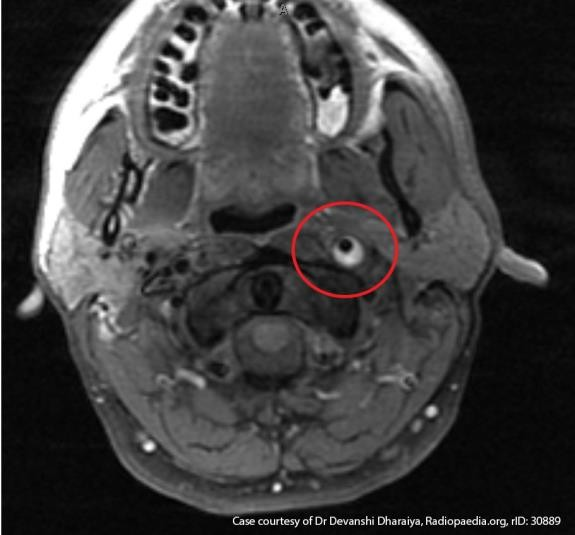 A
Case courtesy of Dr Devanshi Dharaiya, Radiopaedia.org, rID: 30889